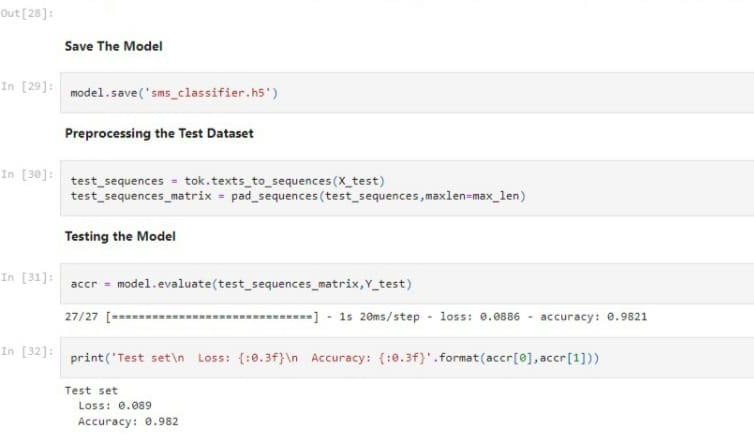 Out[28]:
Save The Model
In [29]:
model.save('sms_classifier.h5')
Preprocessing the Test Dataset
In [30]:
test_sequences = tok.texts_to_sequences(X_test)
test_sequences_matrix = pad_sequences(test_sequences,maxlen=max_len)
Testing the Model
In [31]:
accr = model.evaluate(test_sequences_matrix,Y_test)
27/27 [==============================] - 1s 20ms/step - loss: 0.0886 - accuracy: 0.9821
In [32]:
print('Test set\n  Loss: {:0.3f}\n  Accuracy: {:0.3f}'.format(accr[0],accr[1]))
Test set
  Loss: 0.089
  Accuracy: 0.982